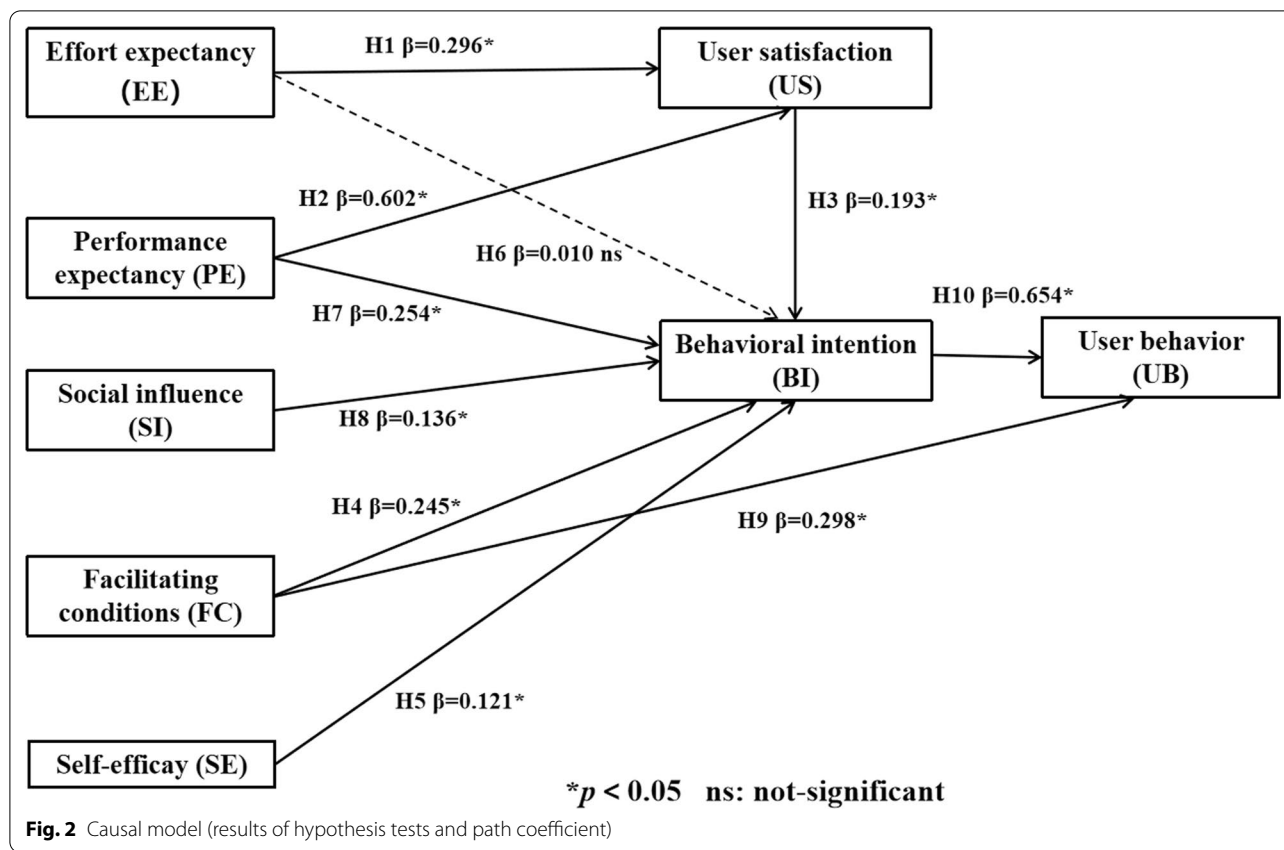 Effort expectancy
(EE)
H1 β=0.296*
User satisfaction
(US)
H2 β=0.602*
H3 β=0.193*
Performance
expectancy (PE)
H6 β=0.010 ns
H7 β=0.254*
H10 β=0.654*
Behavioral intention
(BI)
User behavior
(UB)
Social influence
(SI)
H8 β=0.136*
H4 β=0.245*
H9 β=0.298*
Facilitating
conditions (FC)
H5 β=0.121*
Self-efficay (SE)
*p < 0.05 ns: not-significant
Fig. 2 Causal model (results of hypothesis tests and path coefficient)